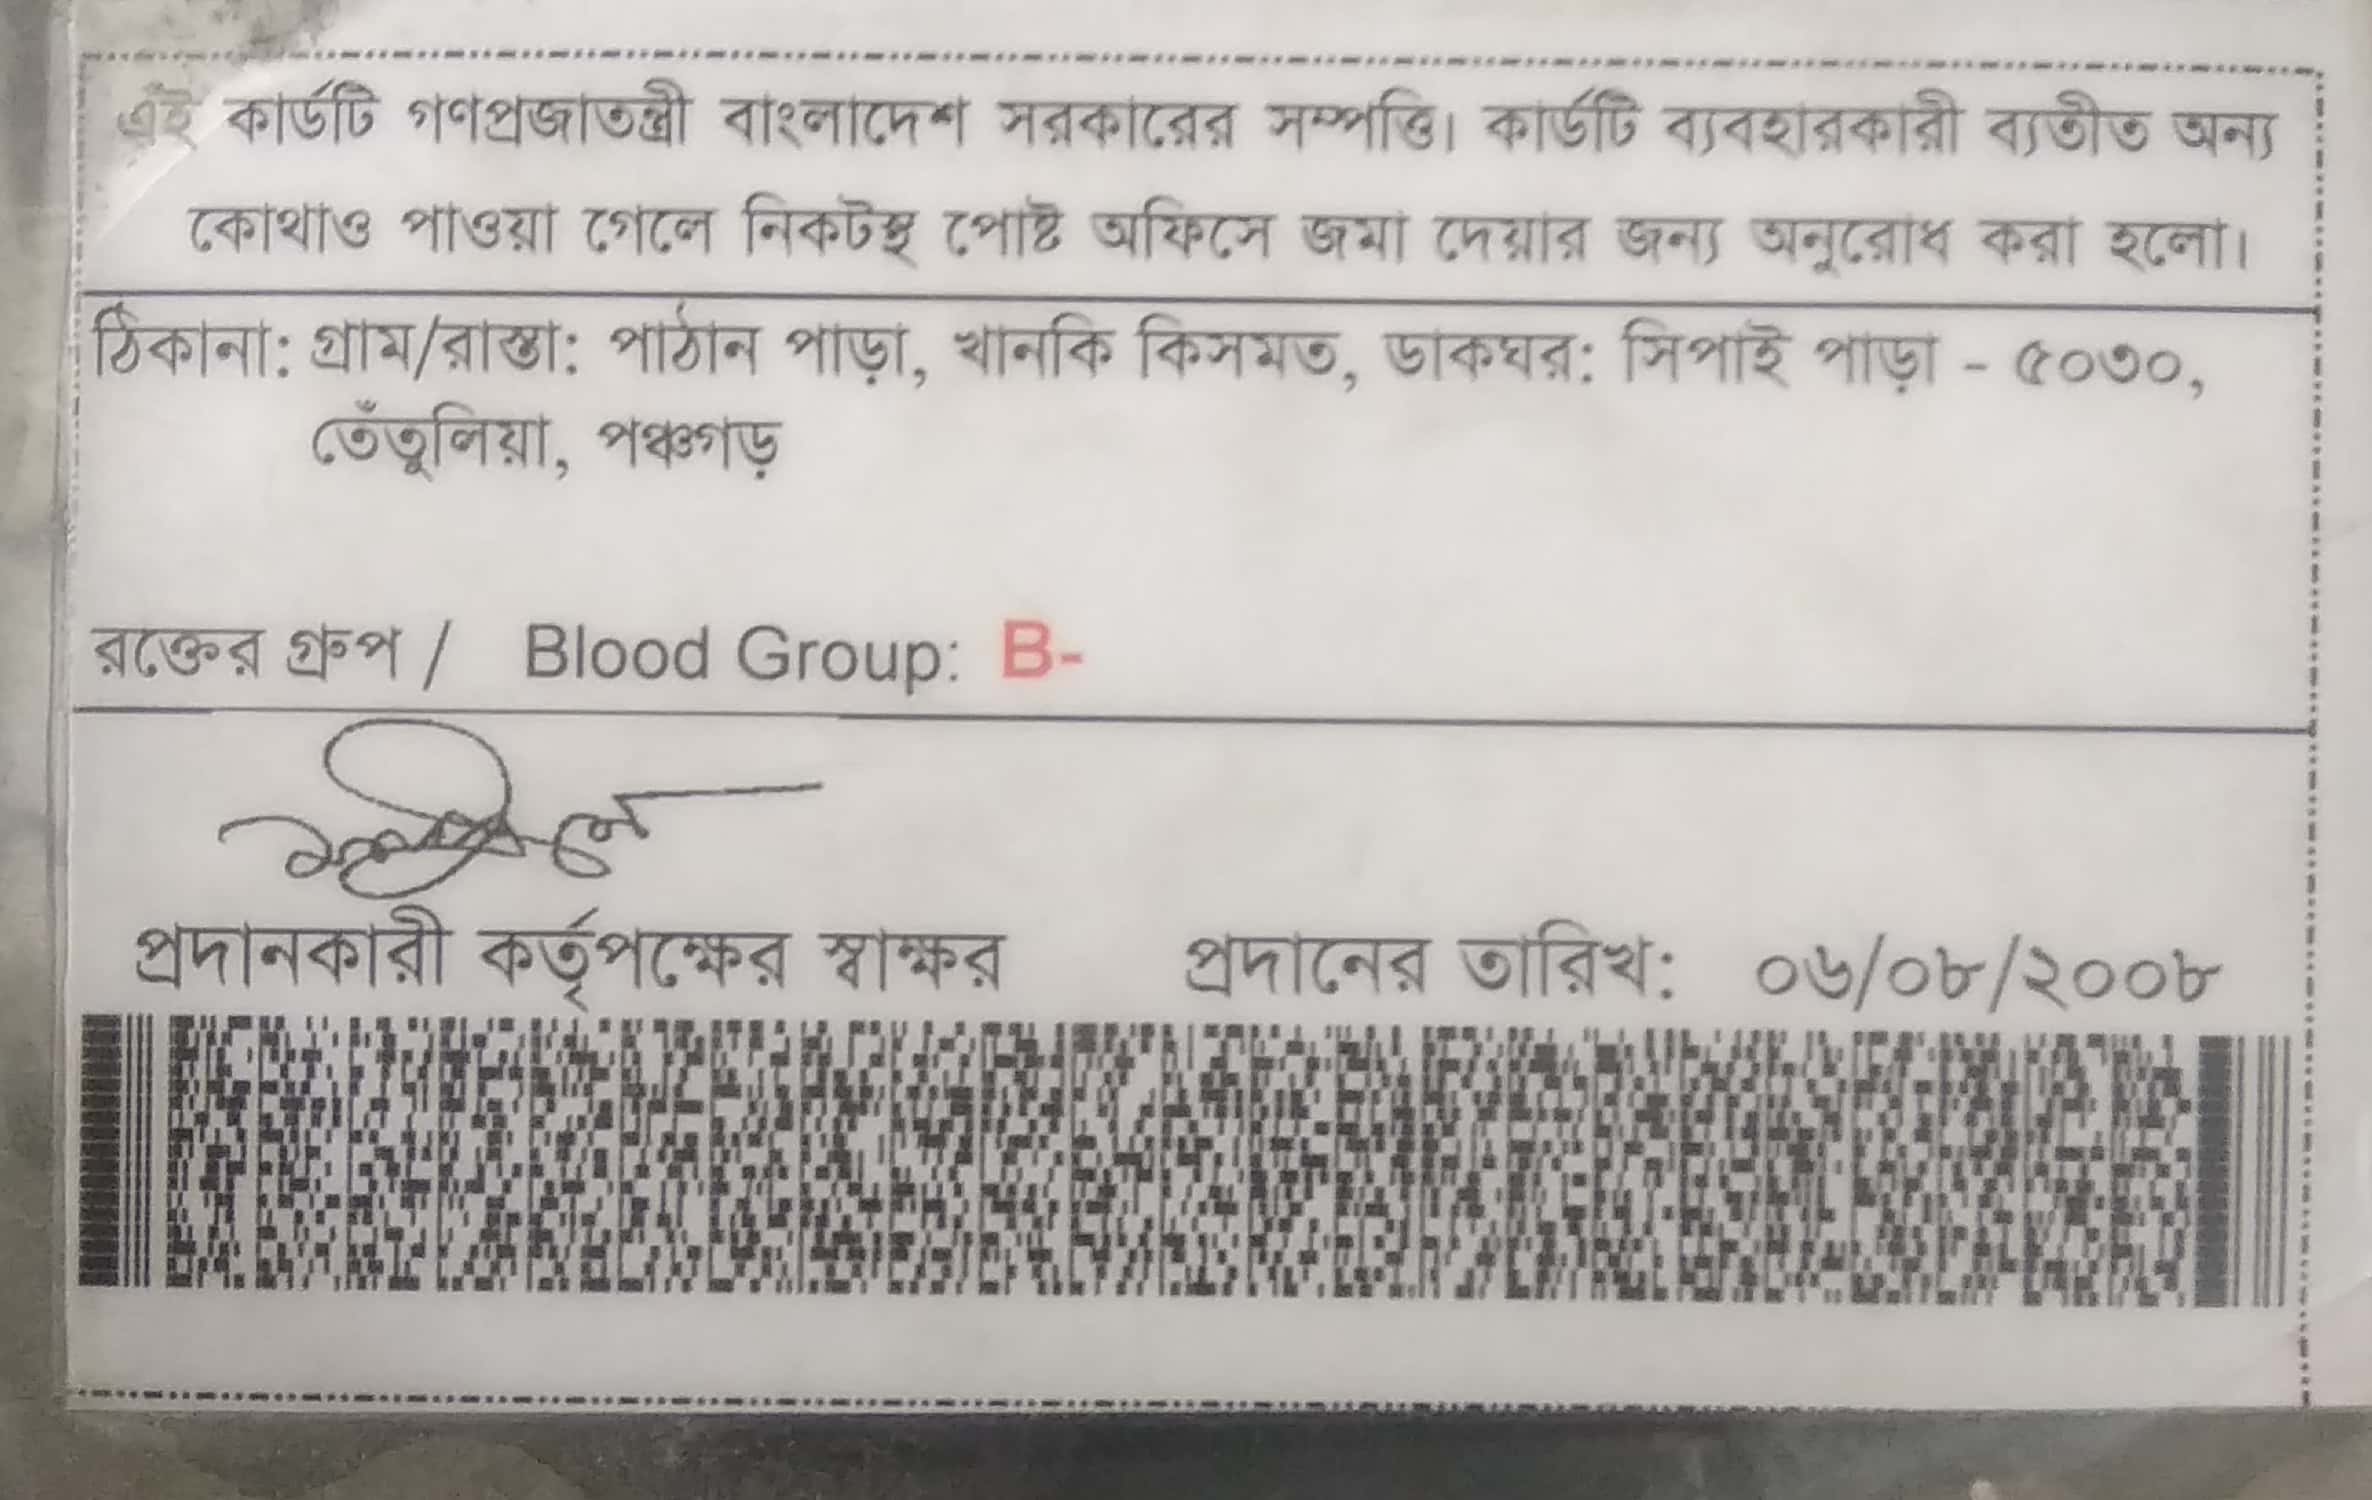 এই কার্ডটি গণপ্রজাতন্ত্রী বাংলাদেশ সরকারের সম্পত্তি। কার্ডটি ব্যবহারকারী ব্যতীত অন্য
কোথাও পাওয়া গেলে নিকটস্থ পোষ্ট অফিসে জমা দেয়ার জন্য অনুরোধ করা হলো।
ঠিকানা: গ্রাম/রাস্তা: পাঠান পাড়া, খানকি কিসমত, ডাকঘর: সিপাই পাড়া - ৫০৩০,
তেঁতুলিয়া, পঞ্চগড়
রক্তের গ্রুপ / Blood Group: B-
প্রদানকারী কর্তৃপক্ষের স্বাক্ষর প্রদানের তারিখ: ০৬/০৮/২০০৮